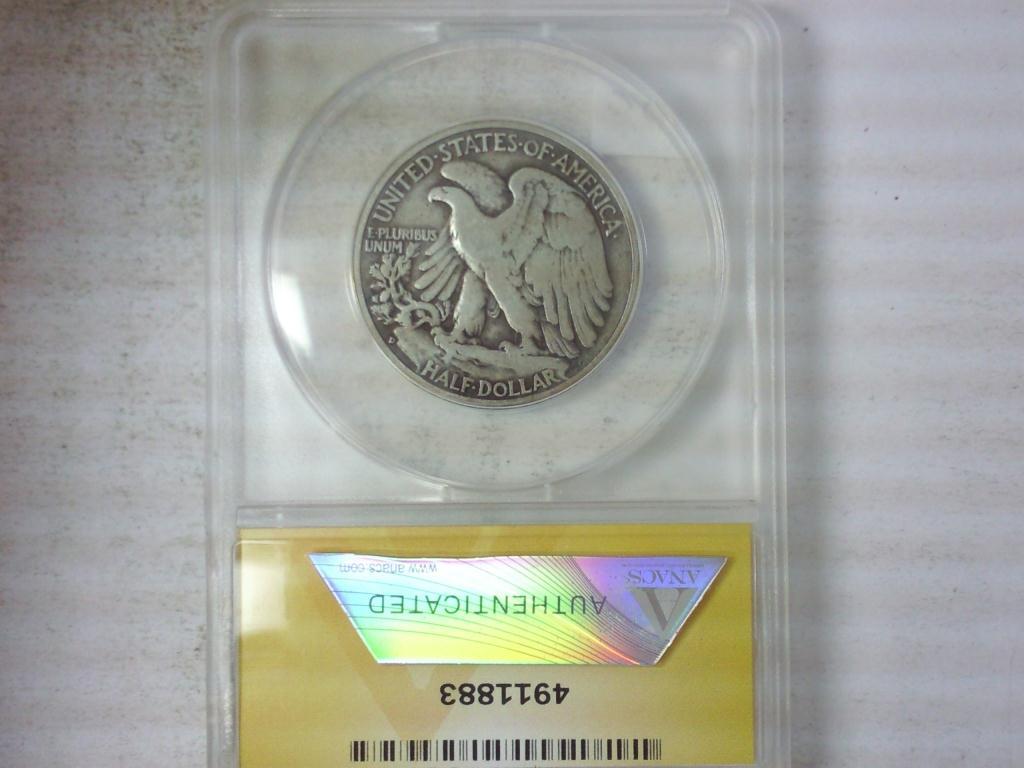 UNITED·STATES·OF·AMERICA
E·PLURIBUS
UNUM
D
HALF·DOLLAR
ANACS
www.anacs.com
AUTHENTICATED
4911883